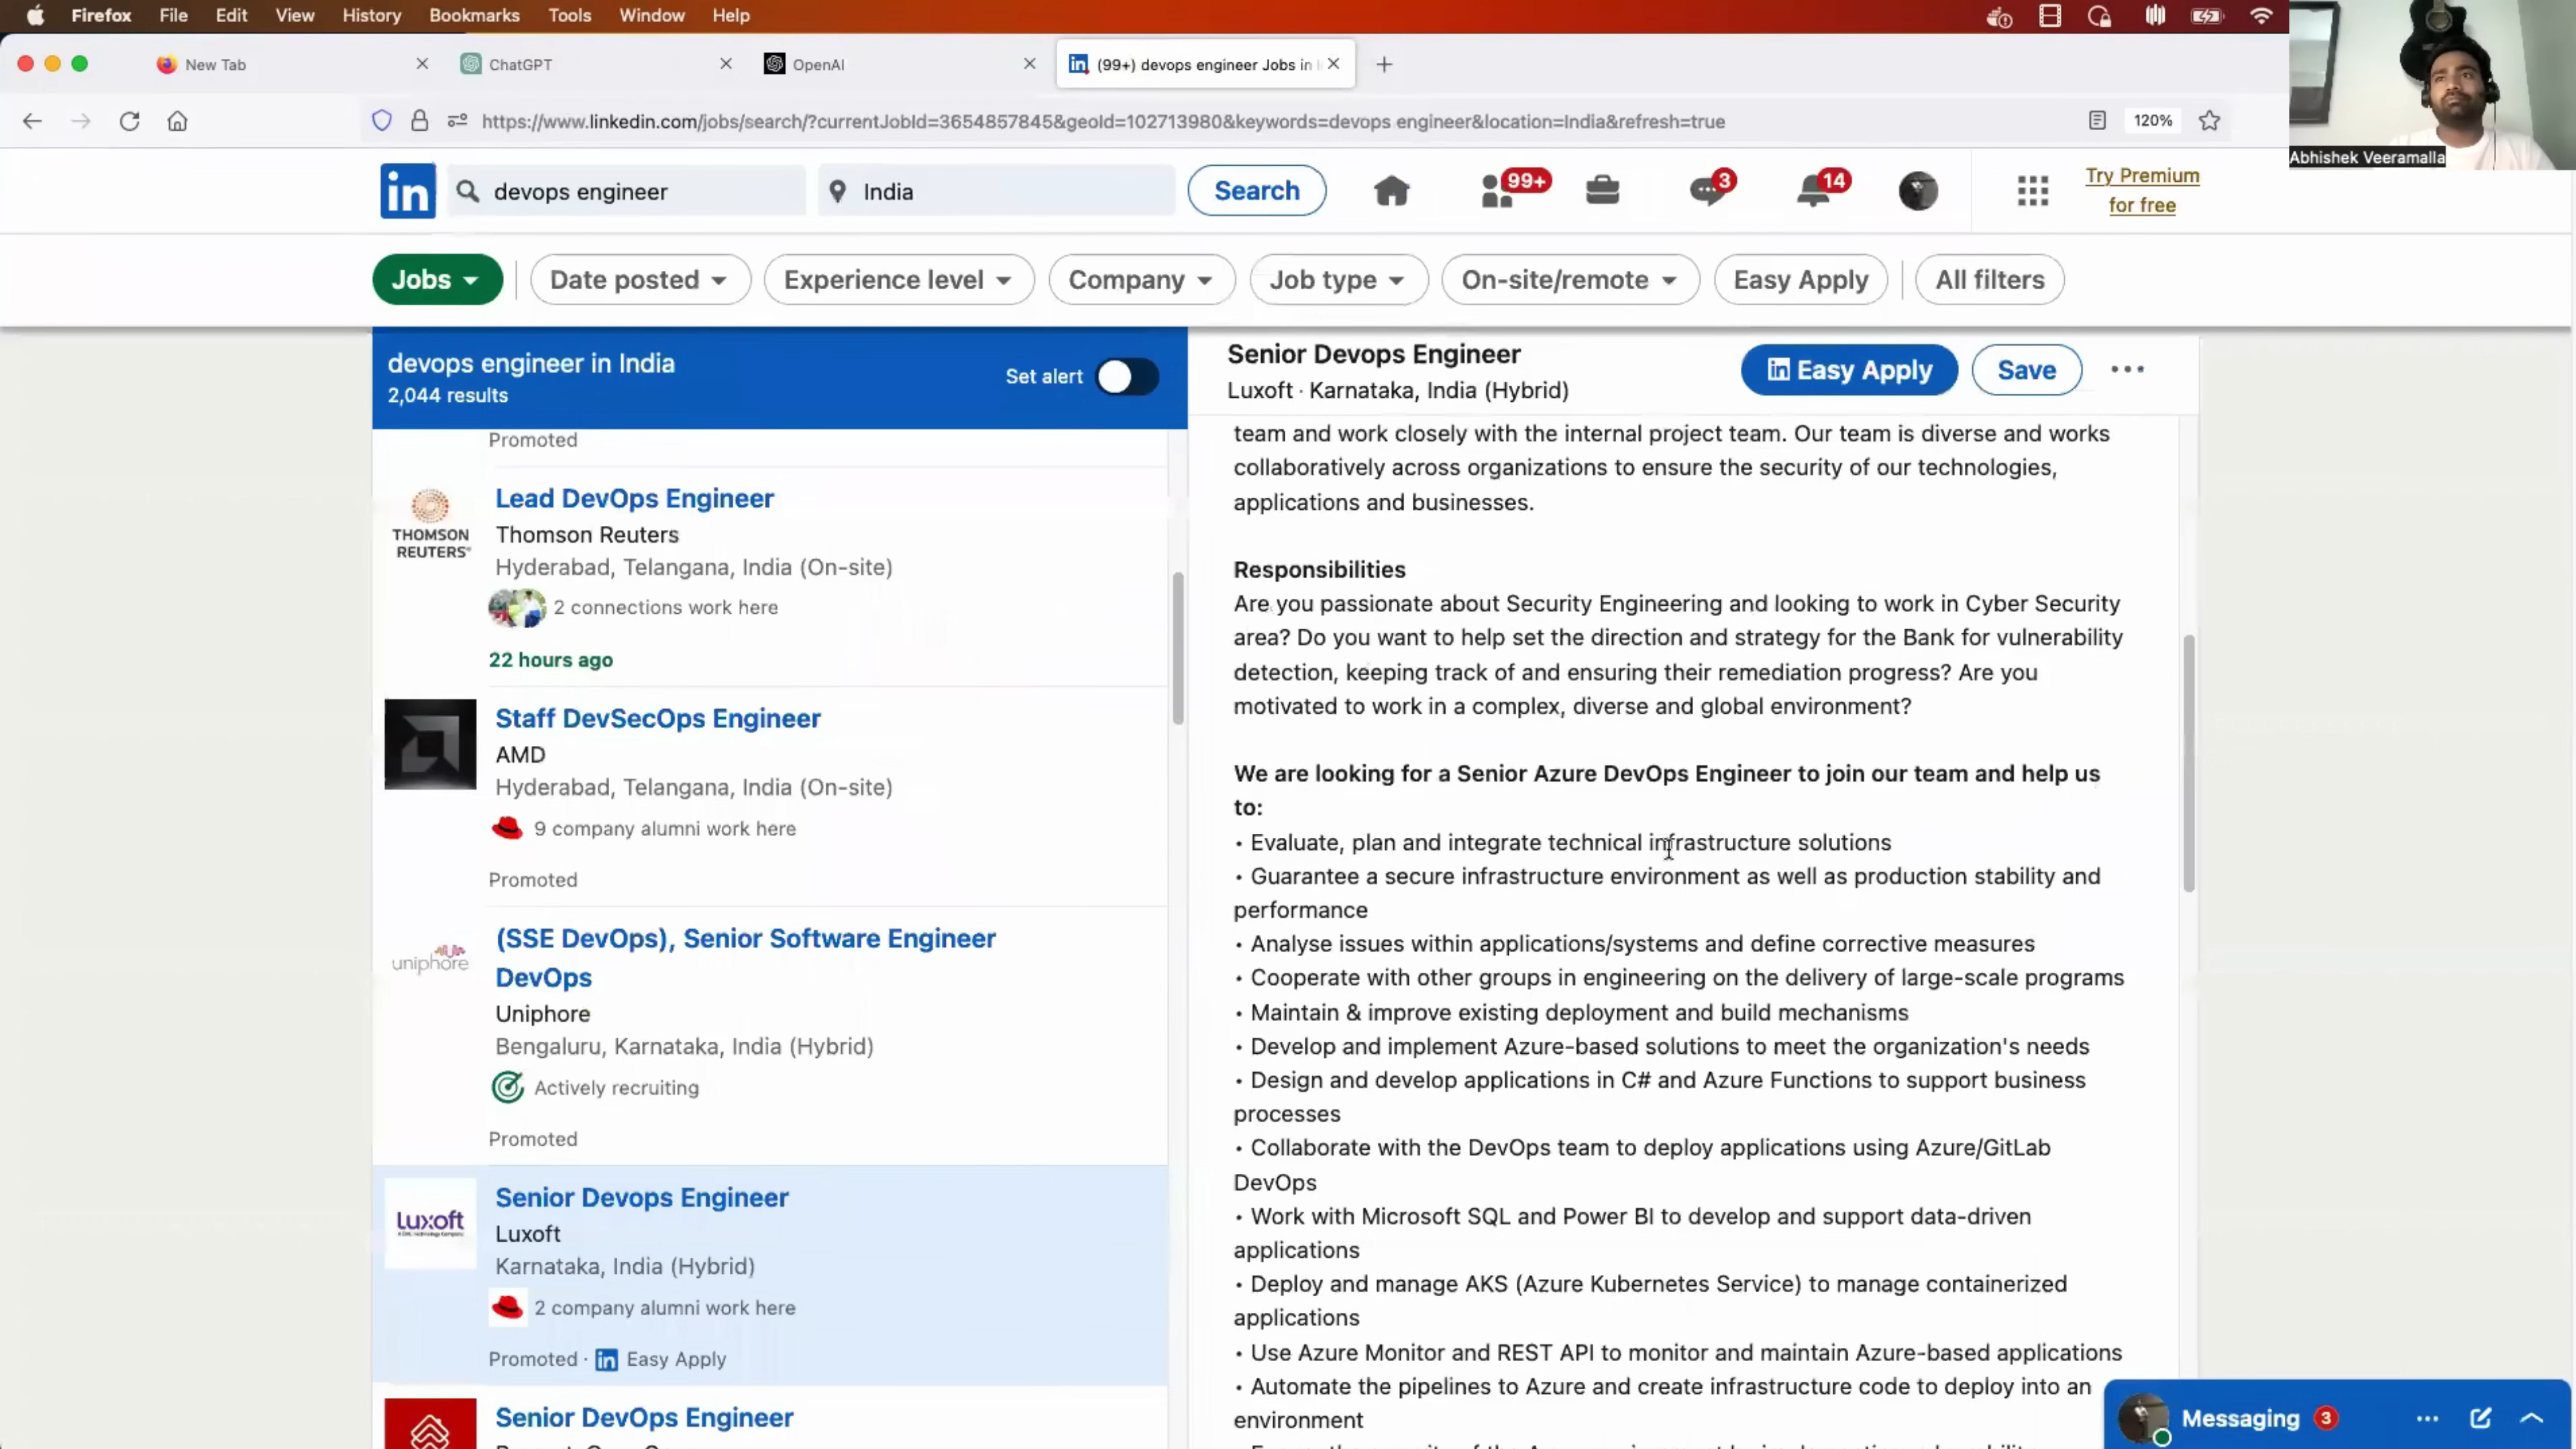 Firefox File Edit View History Bookmarks Tools Window Help
New Tab
ChatGPT
OpenAI
(99+) devops engineer Jobs in
https://www.linkedin.com/jobs/search/?currentJobId=3654857845&geoId=102713980&keywords=devops engineer&location=India&refresh=true
120%
Abhishek Veeramalla
in
devops engineer
India
Search
99+
3
14
Try Premium
for free
Jobs
Date posted
Experience level
Company
Job type
On-site/remote
Easy Apply
All filters
devops engineer in India
2,044 results
Set alert
Promoted
THOMSON
REUTERS
Lead DevOps Engineer
Thomson Reuters
Hyderabad, Telangana, India (On-site)
2 connections work here
22 hours ago
Staff DevSecOps Engineer
AMD
Hyderabad, Telangana, India (On-site)
9 company alumni work here
Promoted
uniphore
(SSE DevOps), Senior Software Engineer
DevOps
Uniphore
Bengaluru, Karnataka, India (Hybrid)
Actively recruiting
Promoted
Luxoft
Senior Devops Engineer
Luxoft
Karnataka, India (Hybrid)
2 company alumni work here
Promoted · in Easy Apply
Senior DevOps Engineer
Senior Devops Engineer
Luxoft · Karnataka, India (Hybrid)
in Easy Apply
Save
team and work closely with the internal project team. Our team is diverse and works
collaboratively across organizations to ensure the security of our technologies,
applications and businesses.
Responsibilities
Are you passionate about Security Engineering and looking to work in Cyber Security
area? Do you want to help set the direction and strategy for the Bank for vulnerability
detection, keeping track of and ensuring their remediation progress? Are you
motivated to work in a complex, diverse and global environment?
We are looking for a Senior Azure DevOps Engineer to join our team and help us
to:
• Evaluate, plan and integrate technical infrastructure solutions
• Guarantee a secure infrastructure environment as well as production stability and
performance
• Analyse issues within applications/systems and define corrective measures
• Cooperate with other groups in engineering on the delivery of large-scale programs
• Maintain & improve existing deployment and build mechanisms
• Develop and implement Azure-based solutions to meet the organization's needs
• Design and develop applications in C# and Azure Functions to support business
processes
• Collaborate with the DevOps team to deploy applications using Azure/GitLab
DevOps
• Work with Microsoft SQL and Power BI to develop and support data-driven
applications
• Deploy and manage AKS (Azure Kubernetes Service) to manage containerized
applications
• Use Azure Monitor and REST API to monitor and maintain Azure-based applications
• Automate the pipelines to Azure and create infrastructure code to deploy into an
environment
Messaging 3